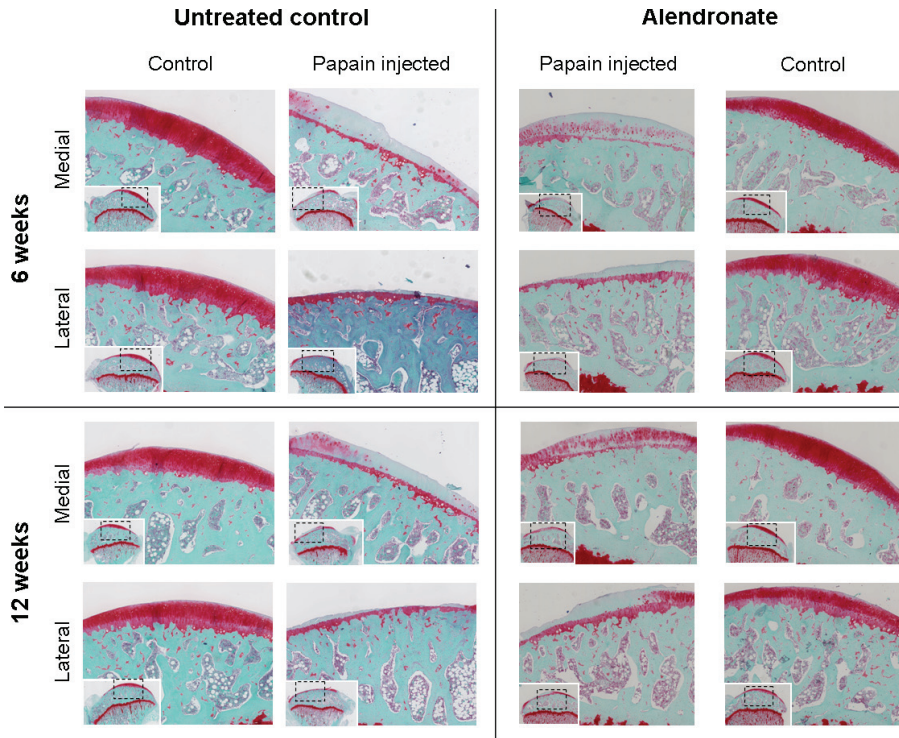 Untreated control
Alendronate
Control
Papain injected
Papain injected
Control
6 weeks
Medial
Lateral
12 weeks
Medial
Lateral